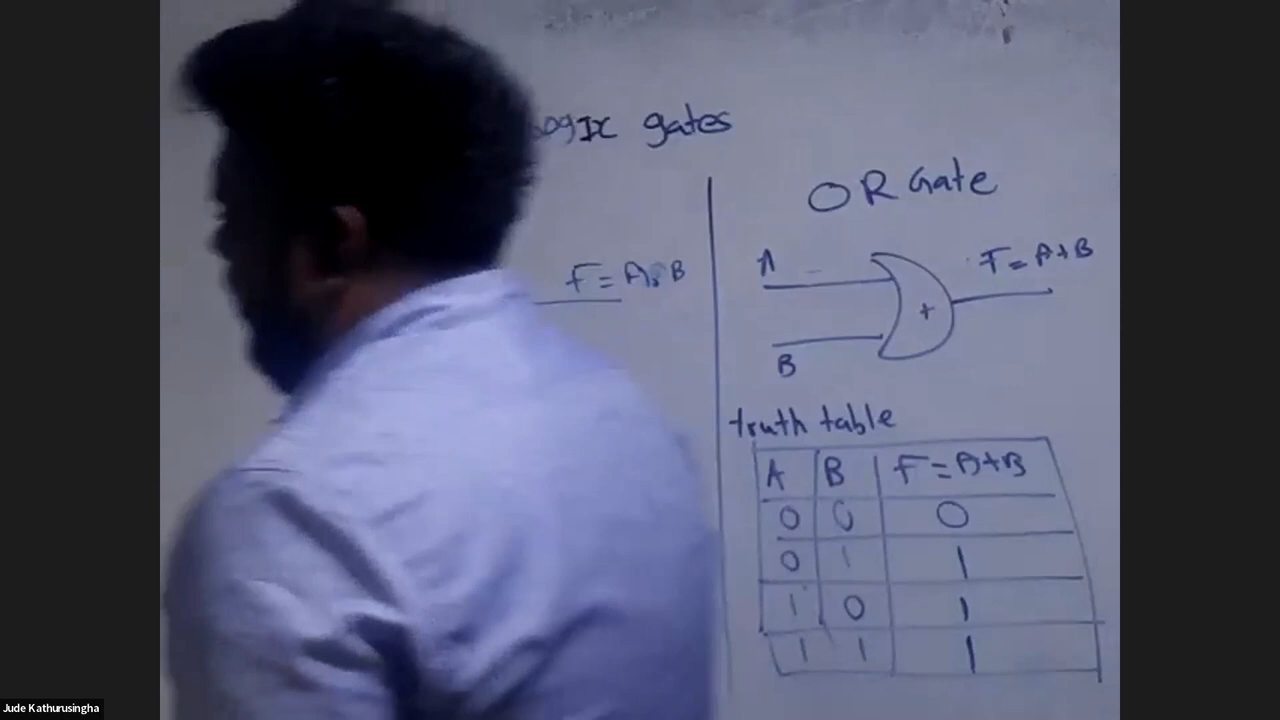 gates
F = A.B
OR Gate
A
F = A+B
+
B
truth table
A B F = A+B
0 0 0
0 1 1
1 0 1
1 1 1
Jude Kathurusingha